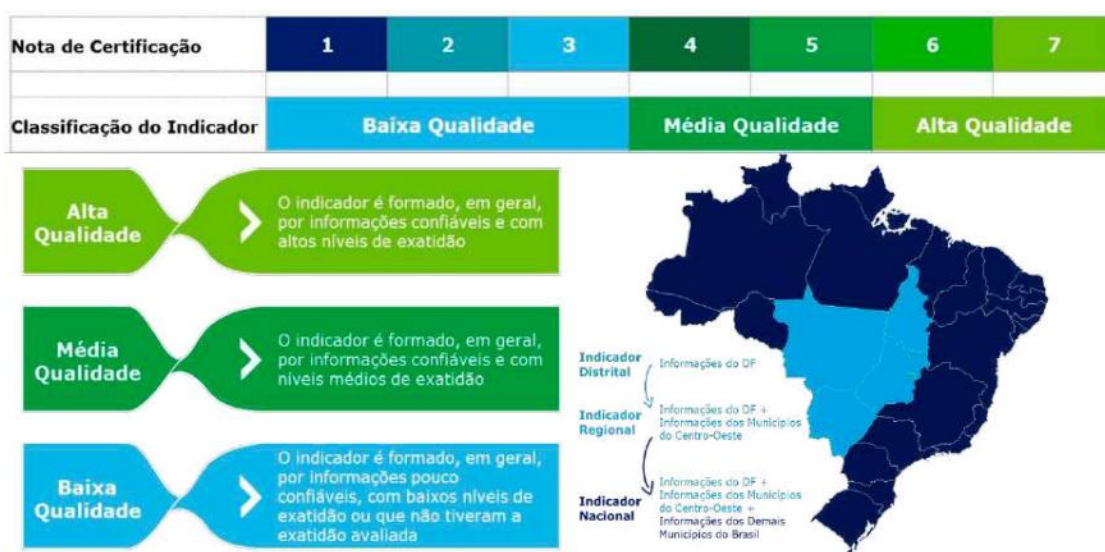 Nota de Certificação 1 2 3 4 5 6 7
Classificação do Indicador Baixa Qualidade Média Qualidade Alta Qualidade
Alta
Qualidade
O indicador é formado, em geral,
por informações confiáveis e com
altos níveis de exatidão
Média
Qualidade
O indicador é formado, em geral,
por informações confiáveis e com
níveis médios de exatidão
Baixa
Qualidade
O indicador é formado, em geral,
por informações pouco
confiáveis, com baixos níveis de
exatidão ou que não tiveram a
exatidão avaliada
Indicador
Distrital
Informações do DF
Indicador
Regional
Informações do DF +
Informações dos Municípios
do Centro-Oeste
Indicador
Nacional
Informações do DF +
Informações dos Municípios
do Centro-Oeste +
Informações dos Demais
Municípios do Brasil